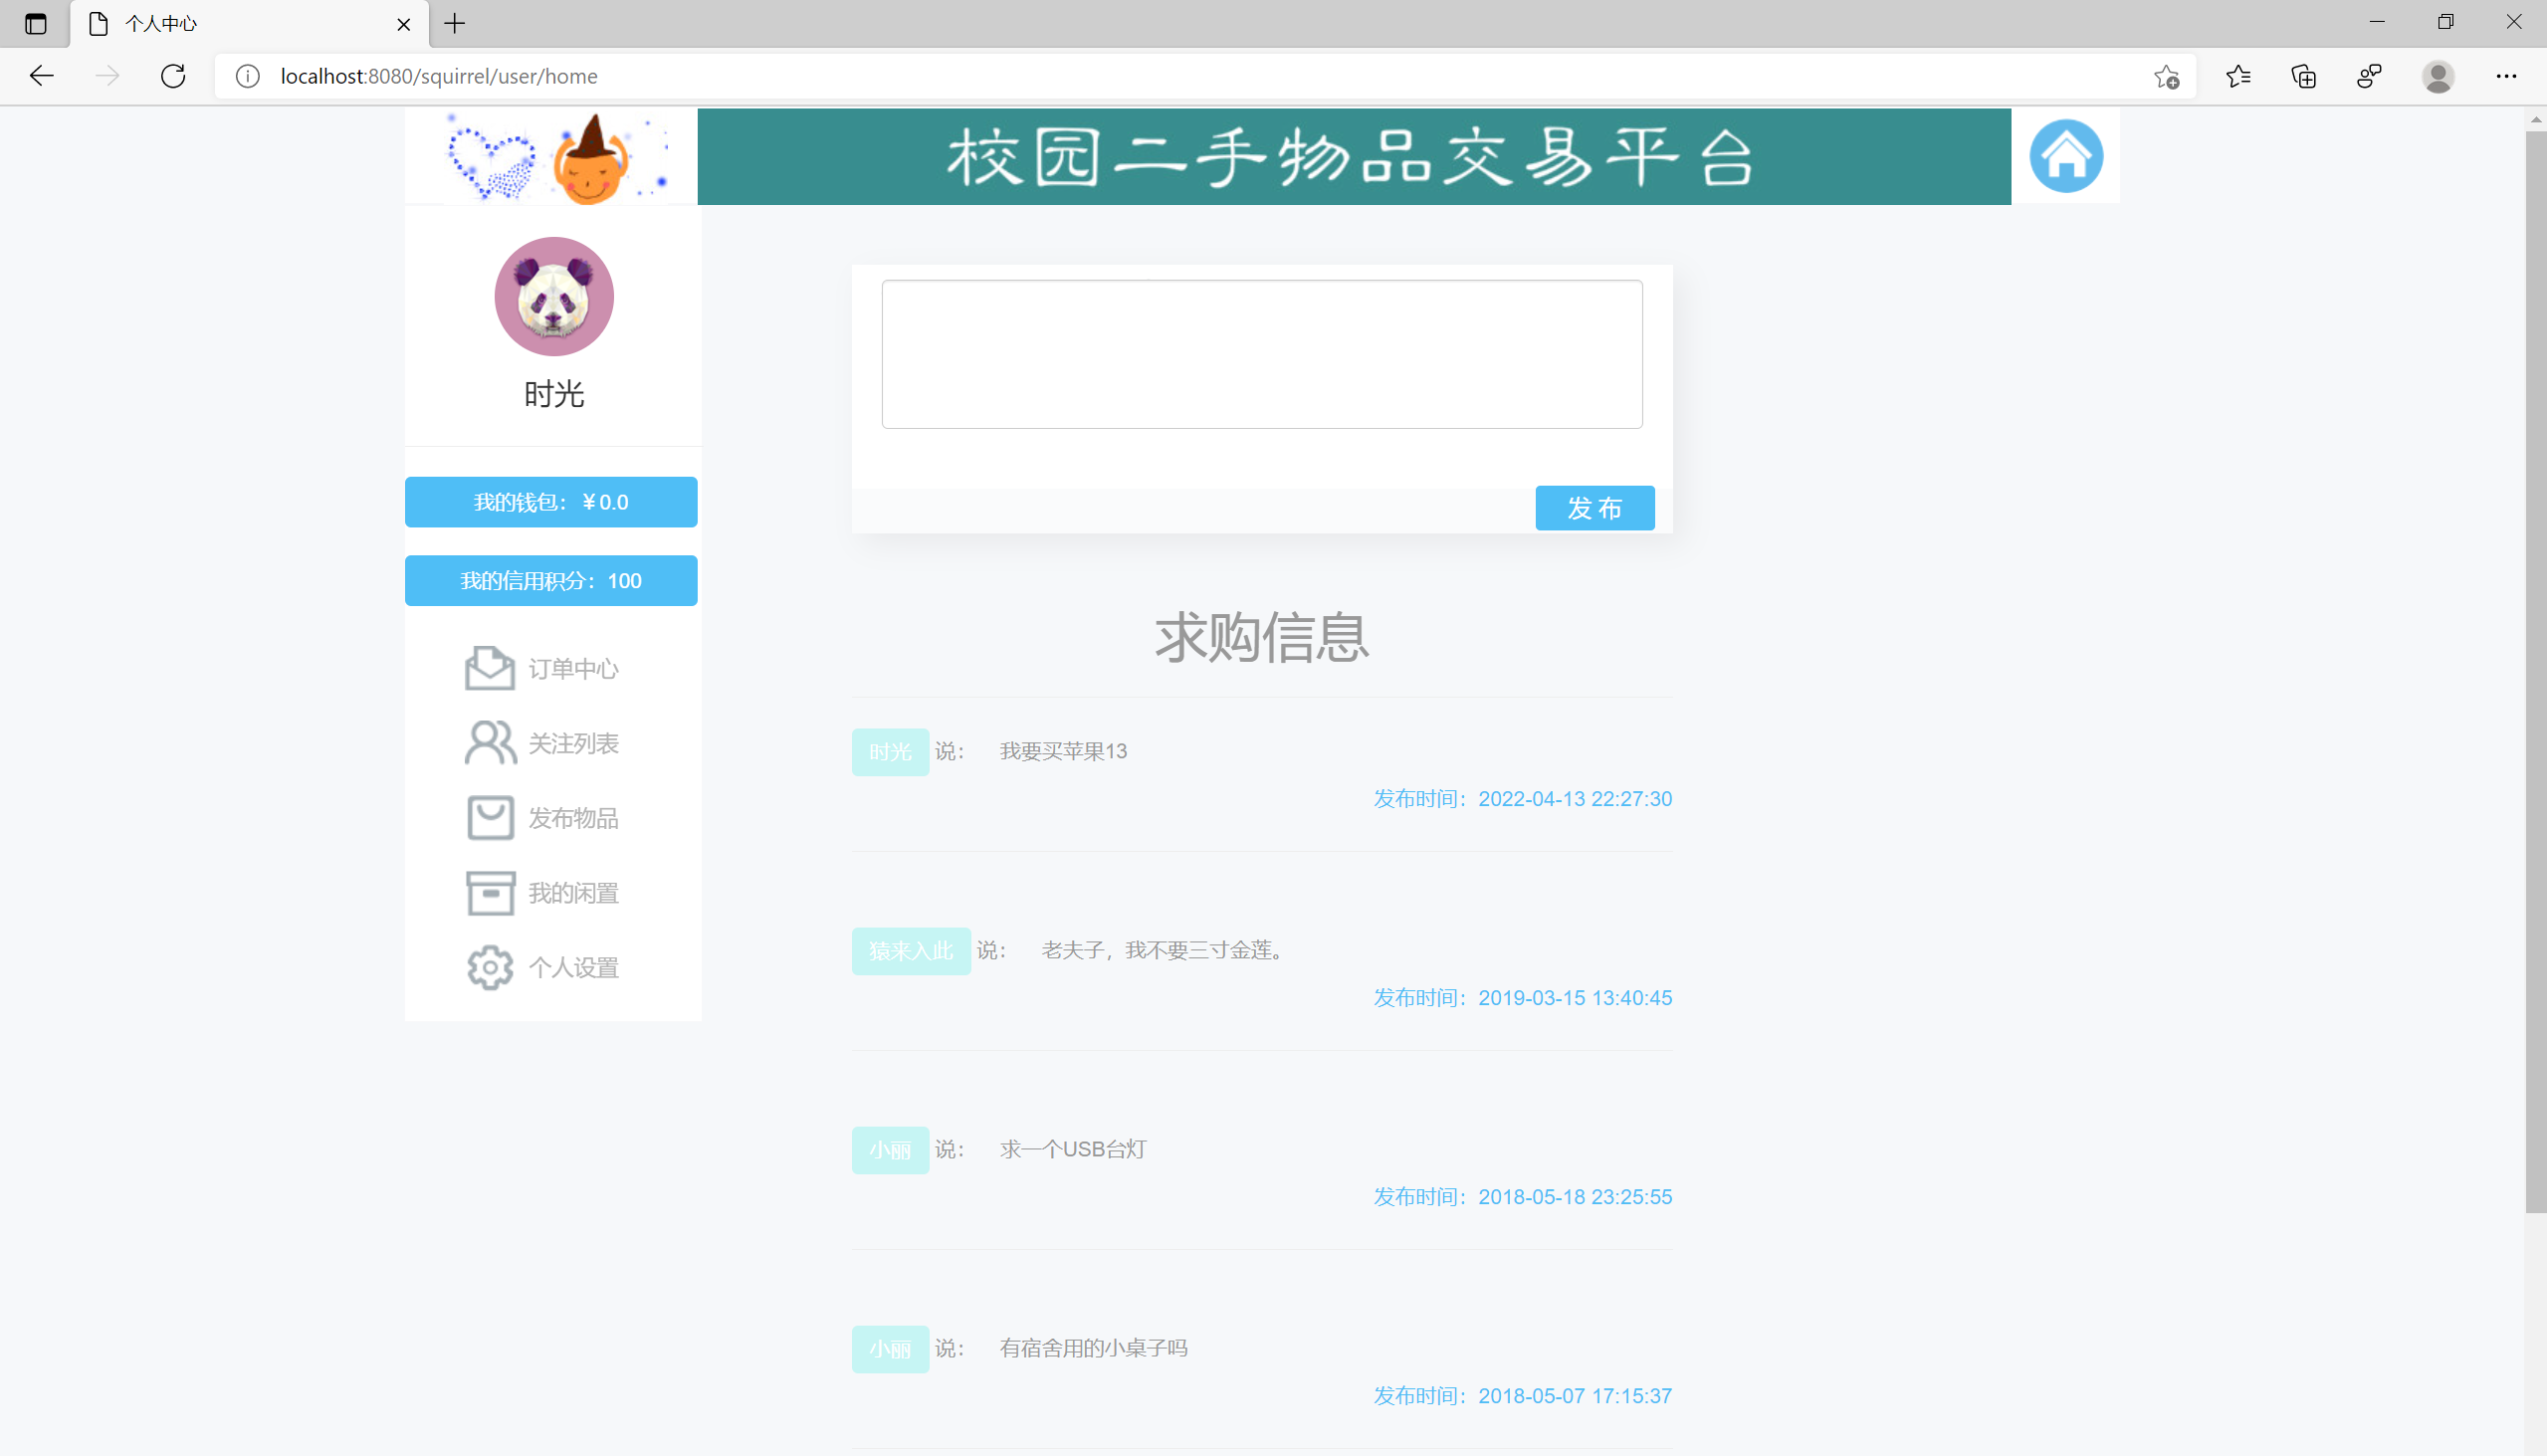 个人中心
localhost:8080/squirrel/user/home
校园二手物品交易平台
时光
我的钱包：￥0.0
我的信用积分：100
订单中心
关注列表
发布物品
我的闲置
个人设置
发 布
求购信息
时光 说： 我要买苹果13
发布时间：2022-04-13 22:27:30
猿来入此 说： 老夫子，我不要三寸金莲。
发布时间：2019-03-15 13:40:45
小丽 说： 求一个USB台灯
发布时间：2018-05-18 23:25:55
小丽 说： 有宿舍用的小桌子吗
发布时间：2018-05-07 17:15:37